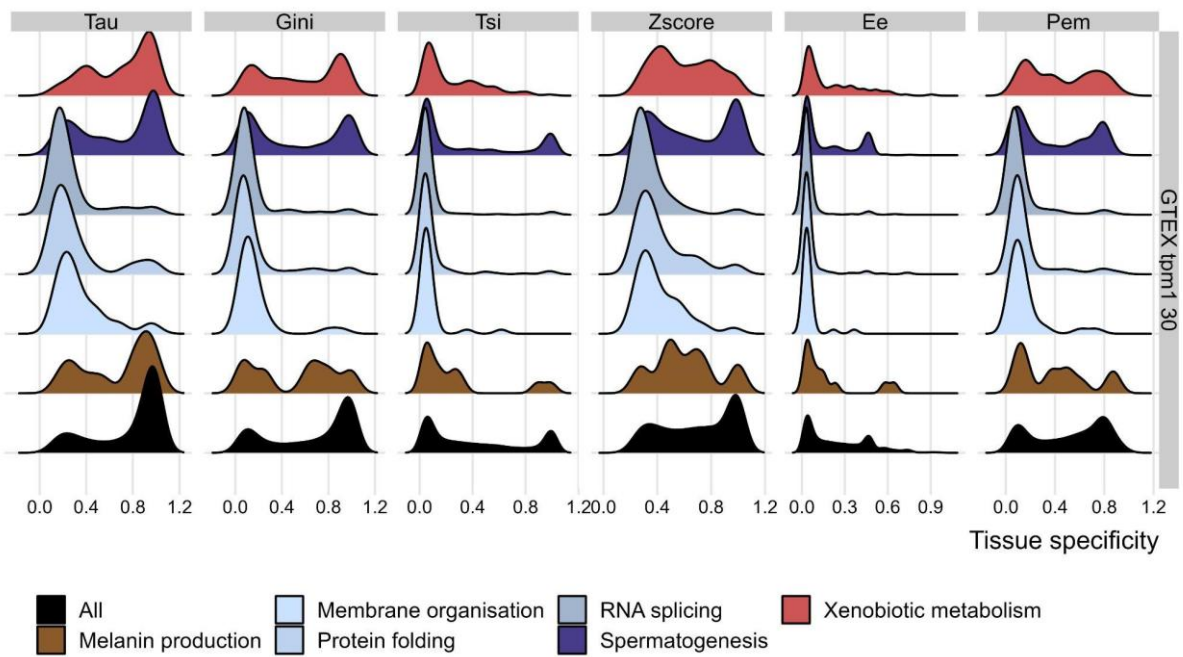 Tau Gini Tsi Zscore Ee Pem
GTEX tpm1 30
0.0 0.4 0.8 1.2 0.0 0.4 0.8 1.2 0.0 0.4 0.8 1.2 0.0 0.4 0.8 1.2 0.0 0.3 0.6 0.9 0.0 0.4 0.8 1.2
Tissue specificity
All Membrane organisation RNA splicing Xenobiotic metabolism
Melanin production Protein folding Spermatogenesis